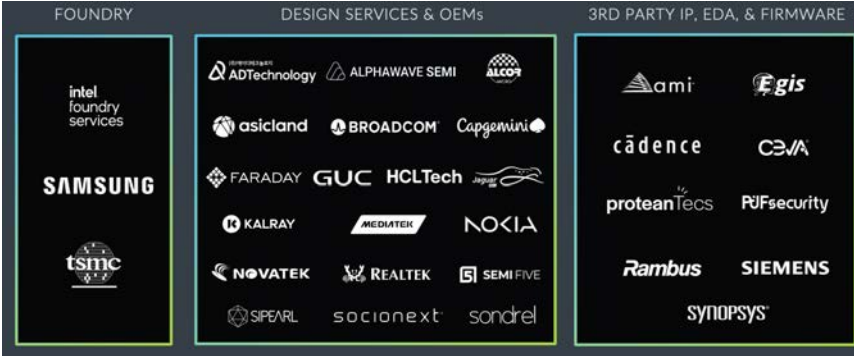 FOUNDRY
DESIGN SERVICES & OEMs
3RD PARTY IP, EDA, & FIRMWARE
intel
foundry
services
SAMSUNG
tsmc
ADTechnology ALPHAWAVE SEMI ALCOR
asicland BROADCOM Capgemini
FARADAY GUC HCLTech Jaguar
KALRAY MEDIATEK NOKIA
NOVATEK REALTEK SEMIFIVE
SIPEARL socionext sondrel
ami Egis
cādence CEVA
proteanTecs PUFsecurity
Rambus SIEMENS
SYNOPSYS